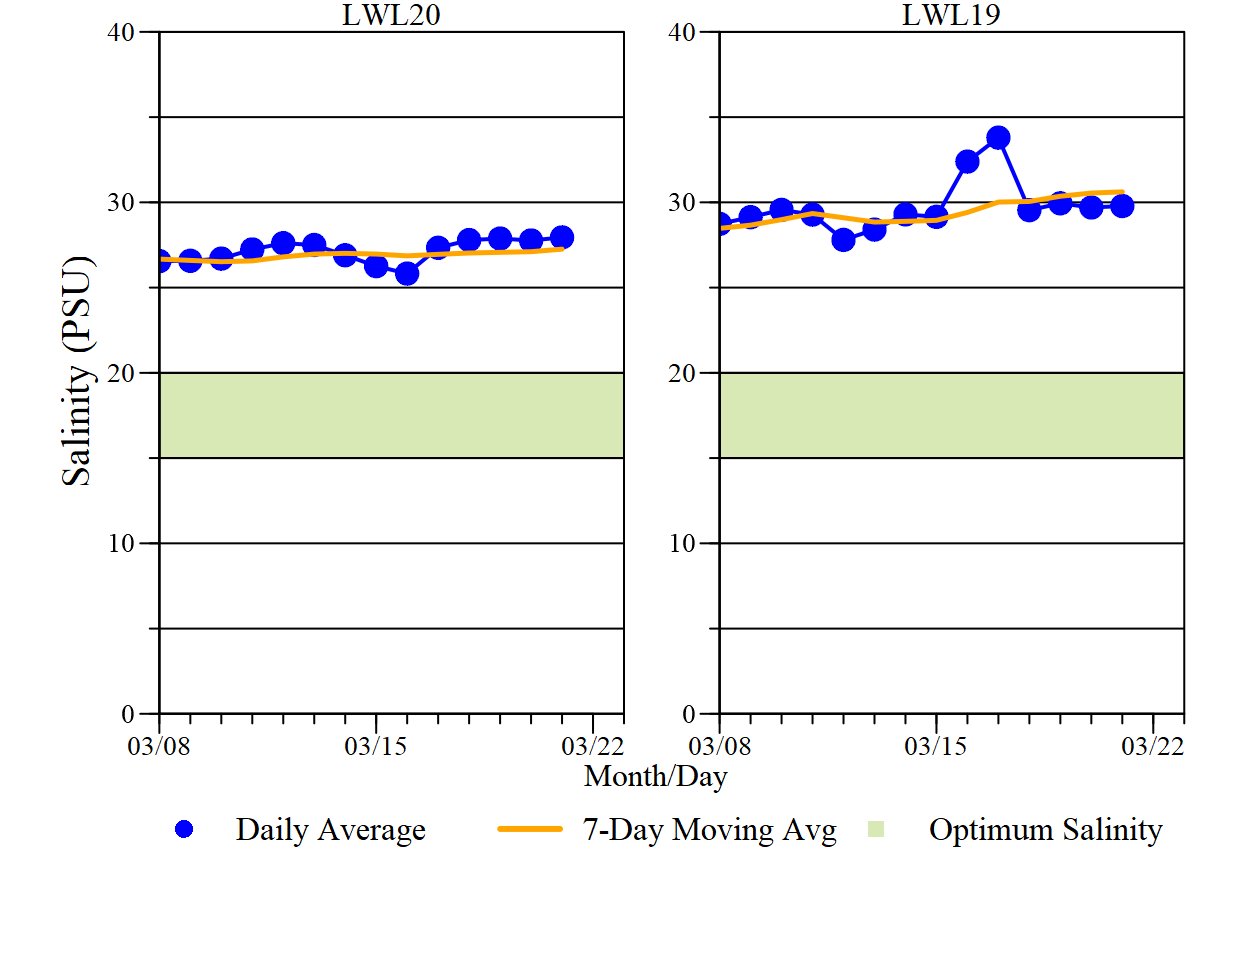 LWL20 LWL19
40 40
30 30
Salinity (PSU)
20 20
10 10
0 0
03/08 03/15 03/22 03/08 03/15 03/22
Month/Day
Daily Average 7-Day Moving Avg Optimum Salinity